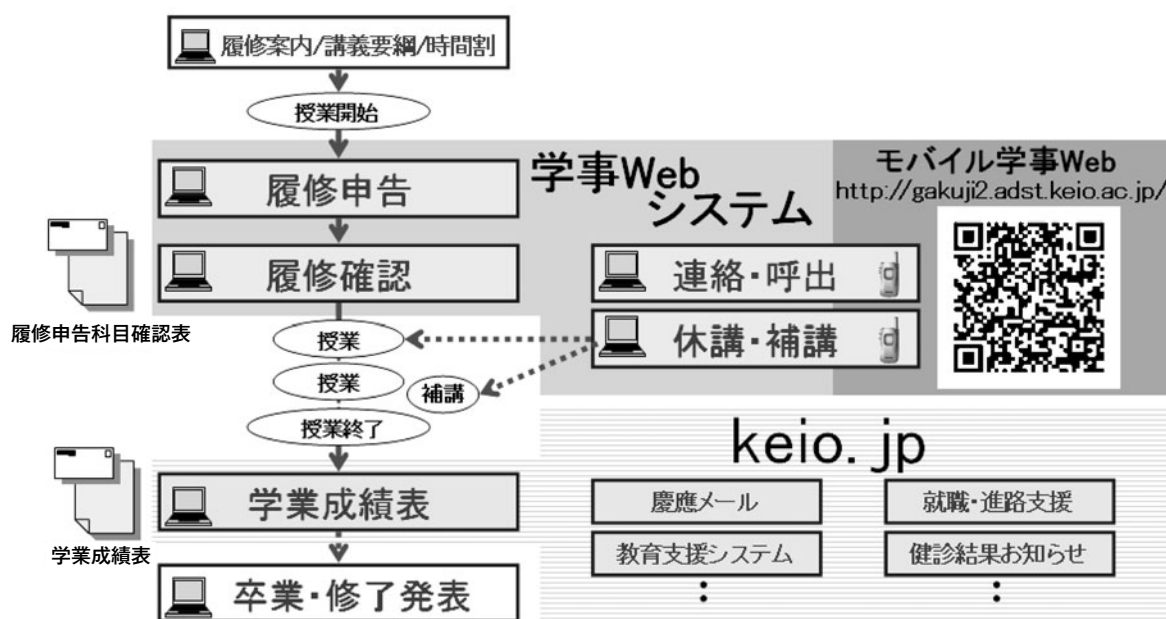 履修案内/講義要綱/時間割
授業開始
学事Web
システム
モバイル学事Web
http://gakuji2.adst.keio.ac.jp/
履修申告
履修確認
履修申告科目確認表
連絡・呼出
休講・補講
授業
授業
補講
授業終了
keio.jp
学業成績表
学業成績表
卒業・修了発表
慶應メール
就職・進路支援
教育支援システム
健診結果お知らせ
:
: